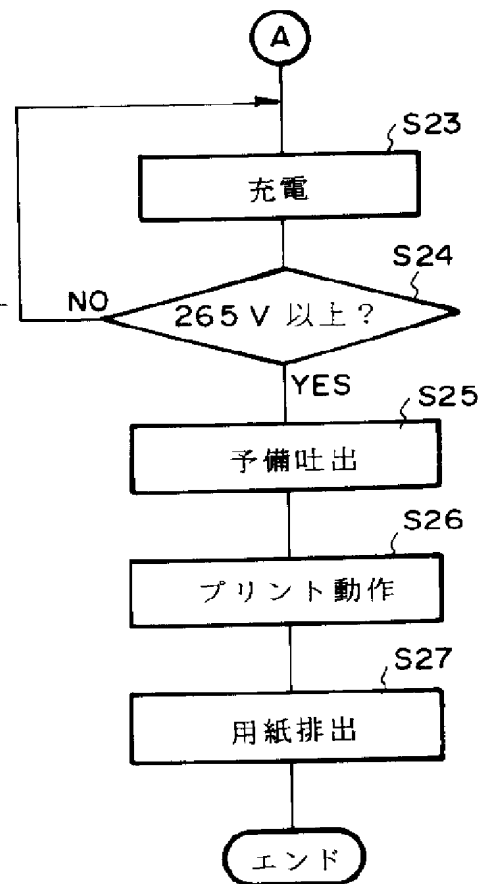 A
S23
充電
S24
NO
265V 以上?
YES
S25
予備吐出
S26
プリント動作
S27
用紙排出
エンド